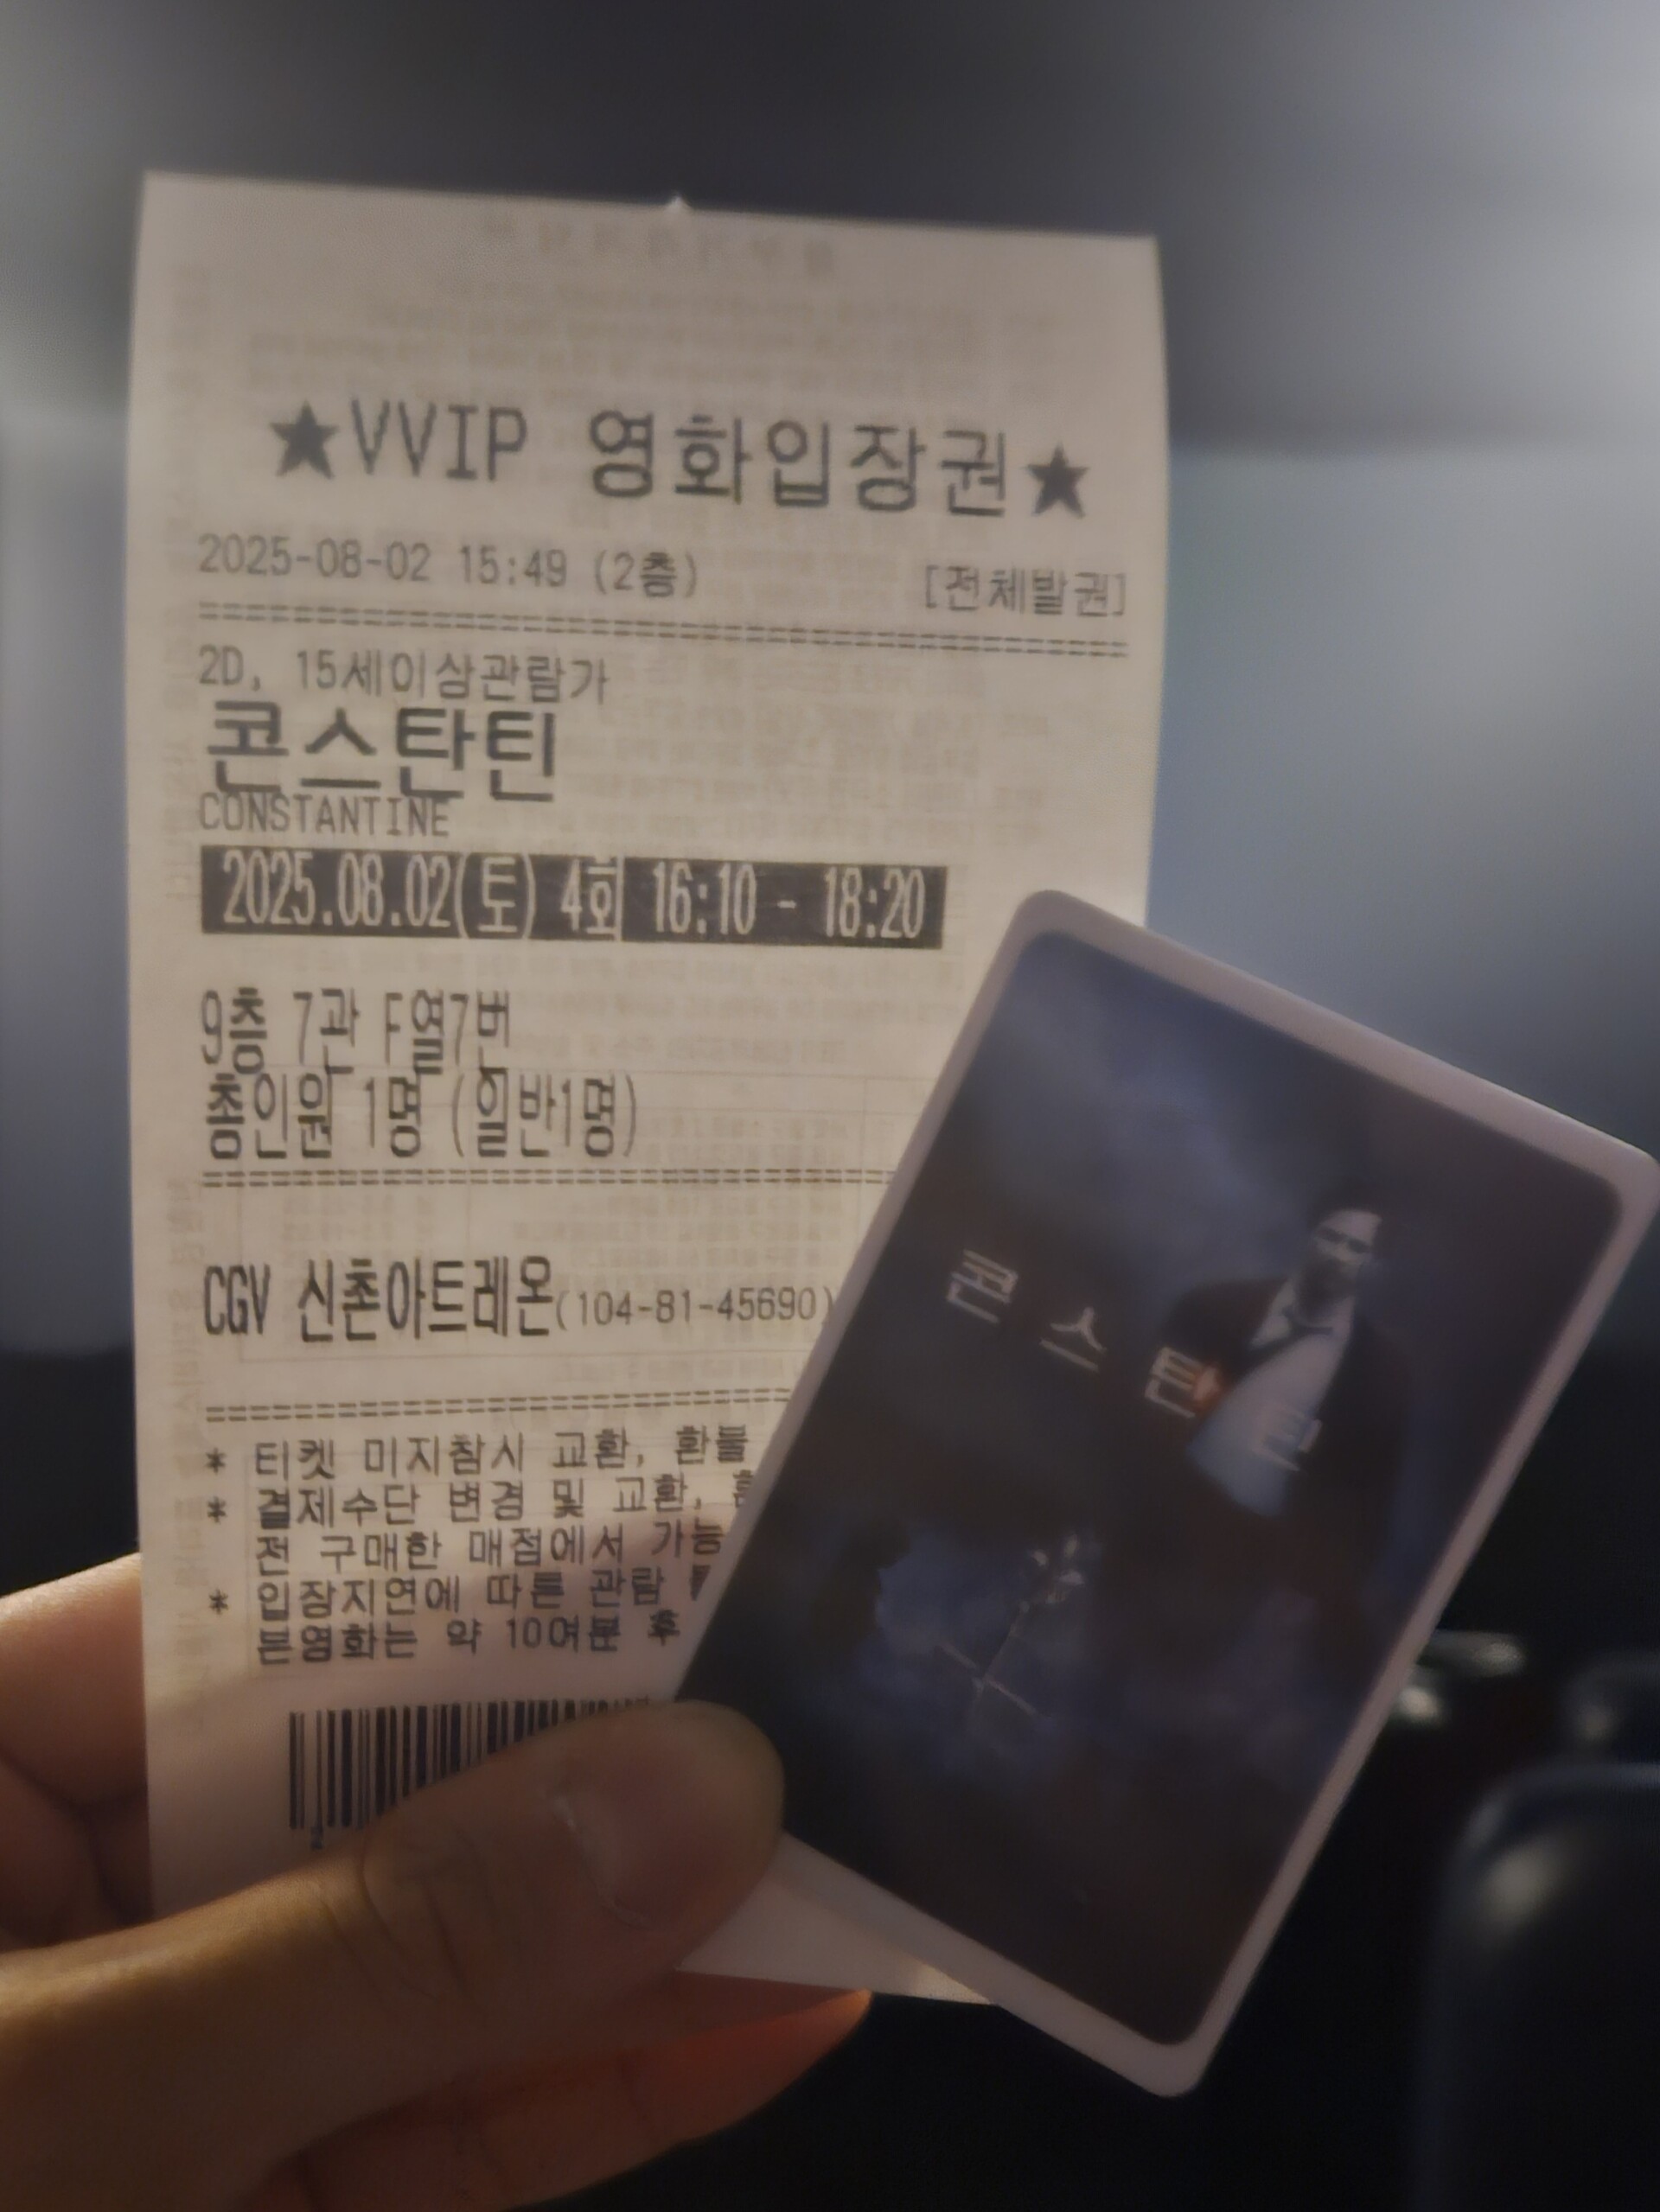 ★VVIP 영화입장권★
2025-08-02 15:49 (2층) [전체발권]
2D, 15세이상관람가
콘스탄틴
CONSTANTINE
2025.08.02(토) 4회 16:10 - 18:20
9층 7관 F열7번
총인원 1명 (일반1명)
CGV 신촌아트레온(104-81-45690)
* 티켓 미지참시 교환, 환불
* 결제수단 변경 및 교환,
전 구매한 매점에서 가능
* 입장지연에 따른 관람
본영화는 약 10여분 후
콘스탄틴